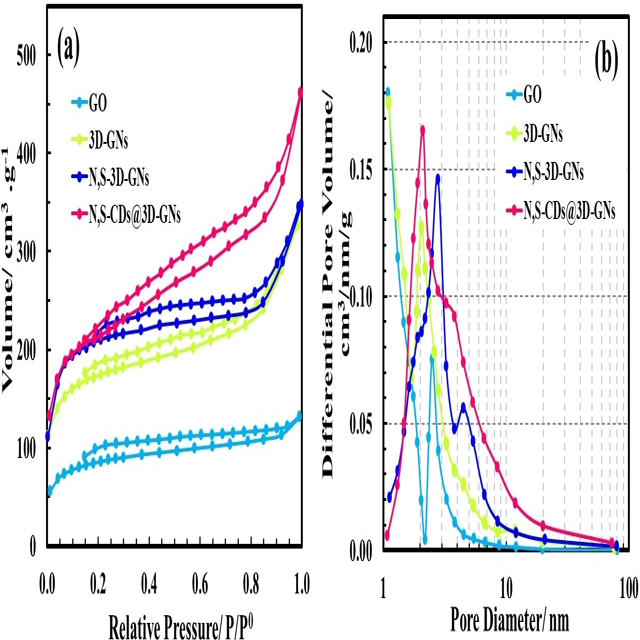 (a)
500
400
300
200
100
0
Volume/ cm³ .g⁻¹
GO
3D-GNs
N,S-3D-GNs
N,S-CDs@3D-GNs
0.0 0.2 0.4 0.6 0.8 1.0
Relative Pressure/ P/P⁰
(b)
0.20
0.15
0.10
0.05
0.00
Differential Pore Volume/
cm³/nm/g
GO
3D-GNs
N,S-3D-GNs
N,S-CDs@3D-GNs
1 10 100
Pore Diameter/ nm